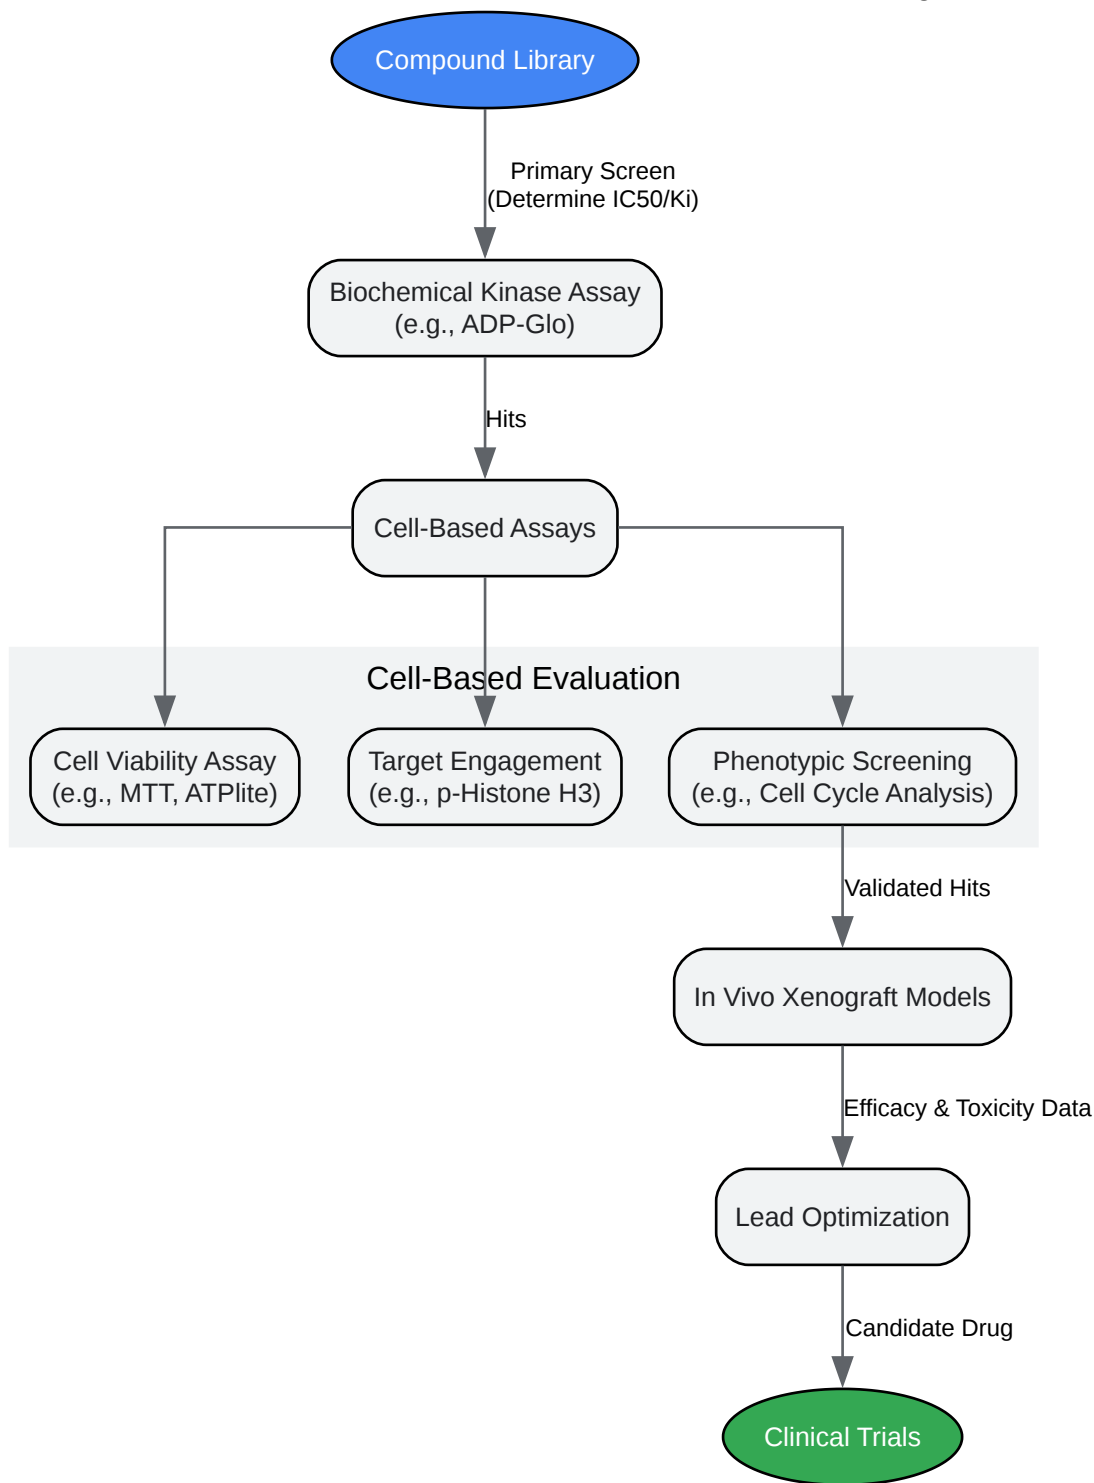 Compound Library
Primary Screen
(Determine IC50/Ki)
Biochemical Kinase Assay
(e.g., ADP-Glo)
Hits
Cell-Based Assays
Cell-Based Evaluation
Cell Viability Assay
(e.g., MTT, ATPlite)
Target Engagement
(e.g., p-Histone H3)
Phenotypic Screening
(e.g., Cell Cycle Analysis)
Validated Hits
In Vivo Xenograft Models
Efficacy & Toxicity Data
Lead Optimization
Candidate Drug
Clinical Trials